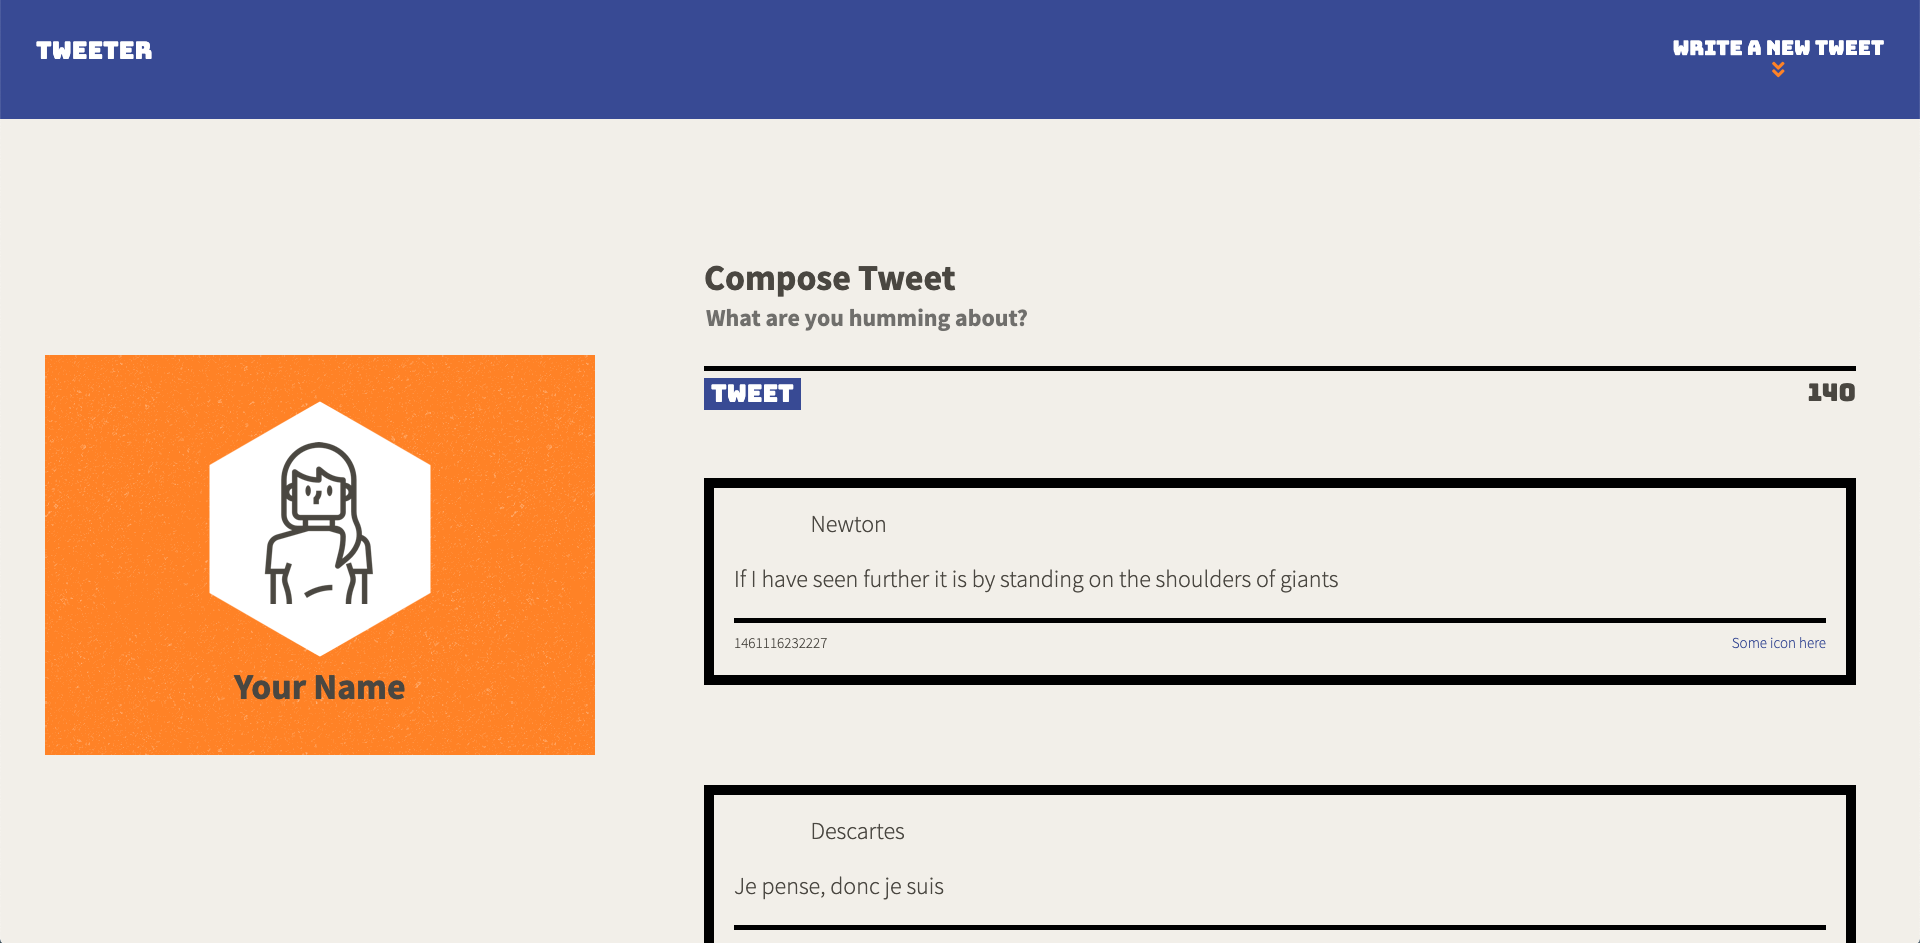 TWEETER
WRITE A NEW TWEET
Compose Tweet
What are you humming about?
TWEET
140
Your Name
Newton
If I have seen further it is by standing on the shoulders of giants
1461116232227
Some icon here
Descartes
Je pense, donc je suis